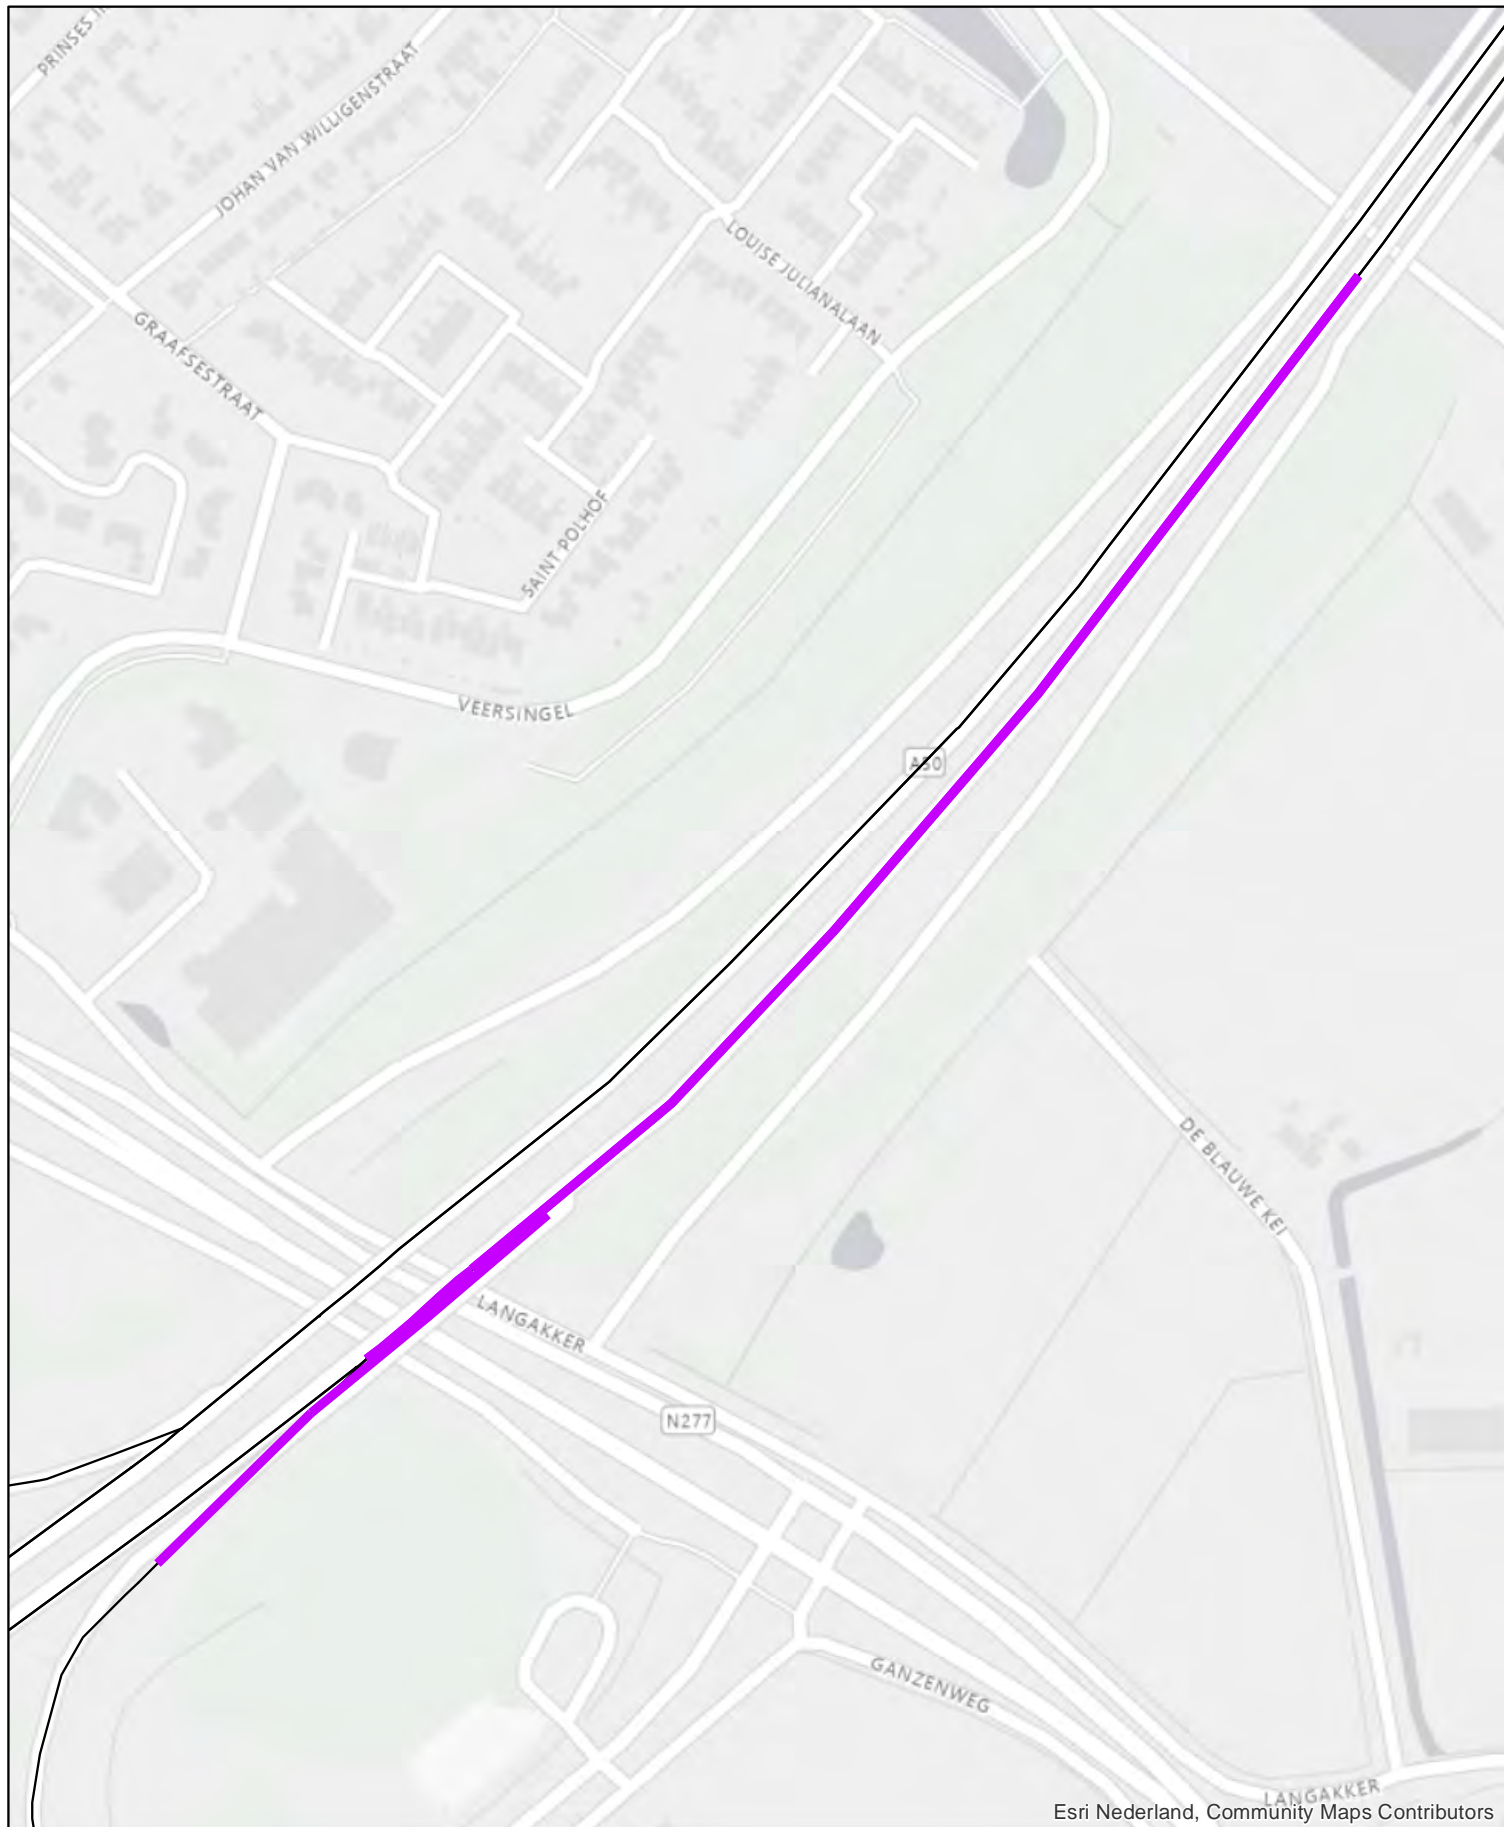 PRINSES
JOHAN VAN WILLIGENSTRAAT
LOUISE JULIANALAAN
GRAAFSESTRAAT
SAINT POLHOF
VEERSINGEL
A50
DE BLAUWE KEI
LANGAKKER
N277
GANZENWEG
LANGAKKER
Esri Nederland, Community Maps Contributors